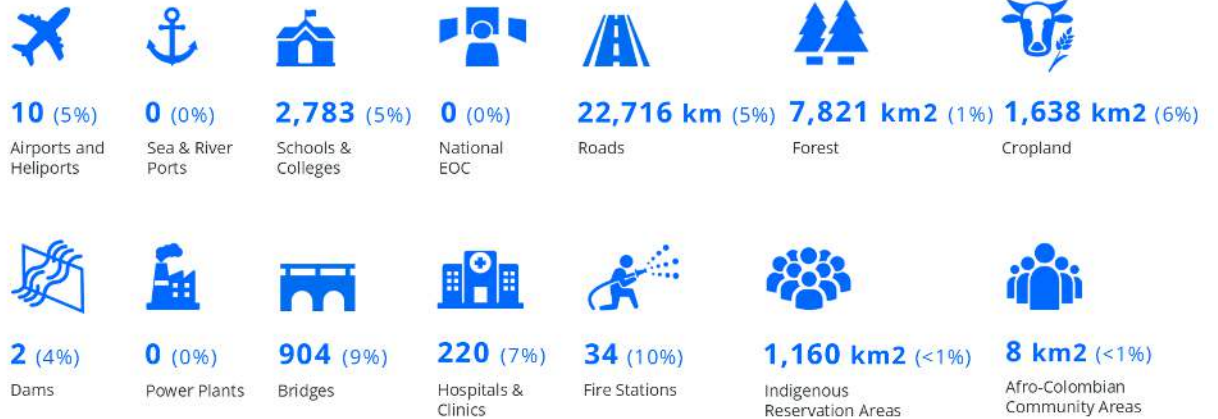 10 (5%)
Airports and
Heliports
0 (0%)
Sea & River
Ports
2,783 (5%)
Schools &
Colleges
0 (0%)
National
EOC
22,716 km (5%)
Roads
7,821 km2 (1%)
Forest
1,638 km2 (6%)
Cropland
2 (4%)
Dams
0 (0%)
Power Plants
904 (9%)
Bridges
220 (7%)
Hospitals &
Clinics
34 (10%)
Fire Stations
1,160 km2 (<1%)
Indigenous
Reservation Areas
8 km2 (<1%)
Afro-Colombian
Community Areas